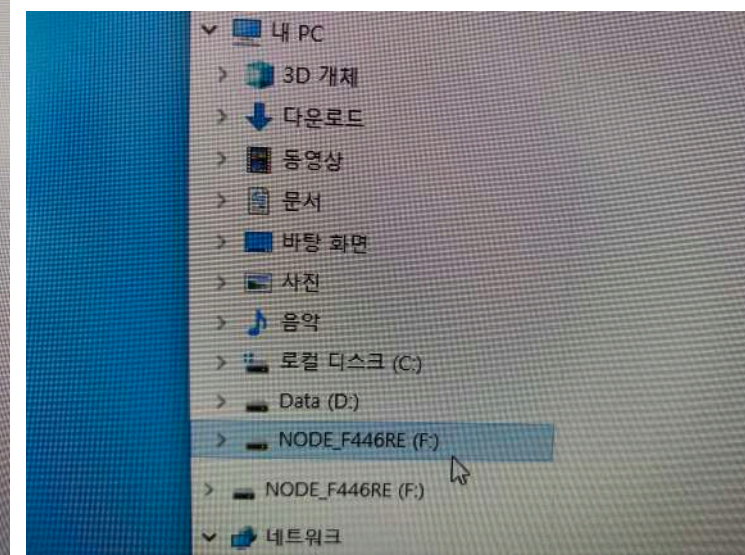 내 PC
3D 개체
다운로드
동영상
문서
바탕 화면
사진
음악
로컬 디스크 (C:)
Data (D:)
NODE_F446RE (F:)
NODE_F446RE (F:)
네트워크